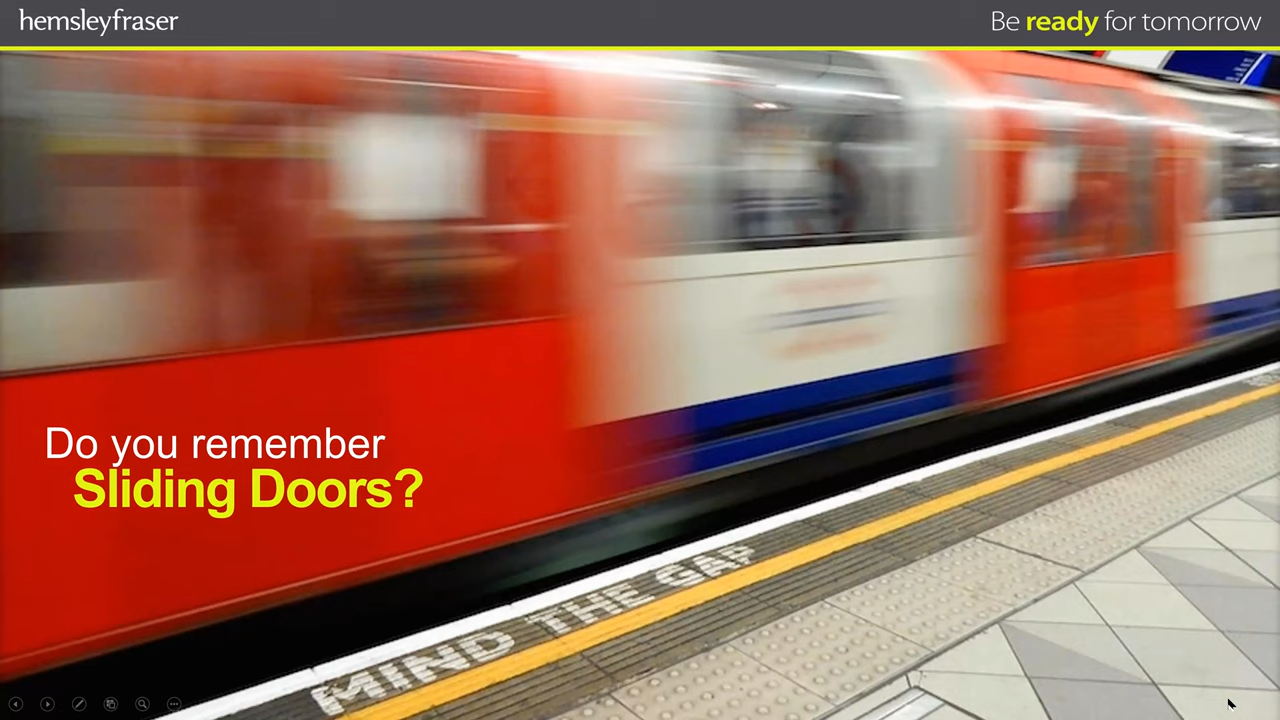 hemsleyfraser
Be ready for tomorrow
Do you remember
Sliding Doors?
MIND THE GAP